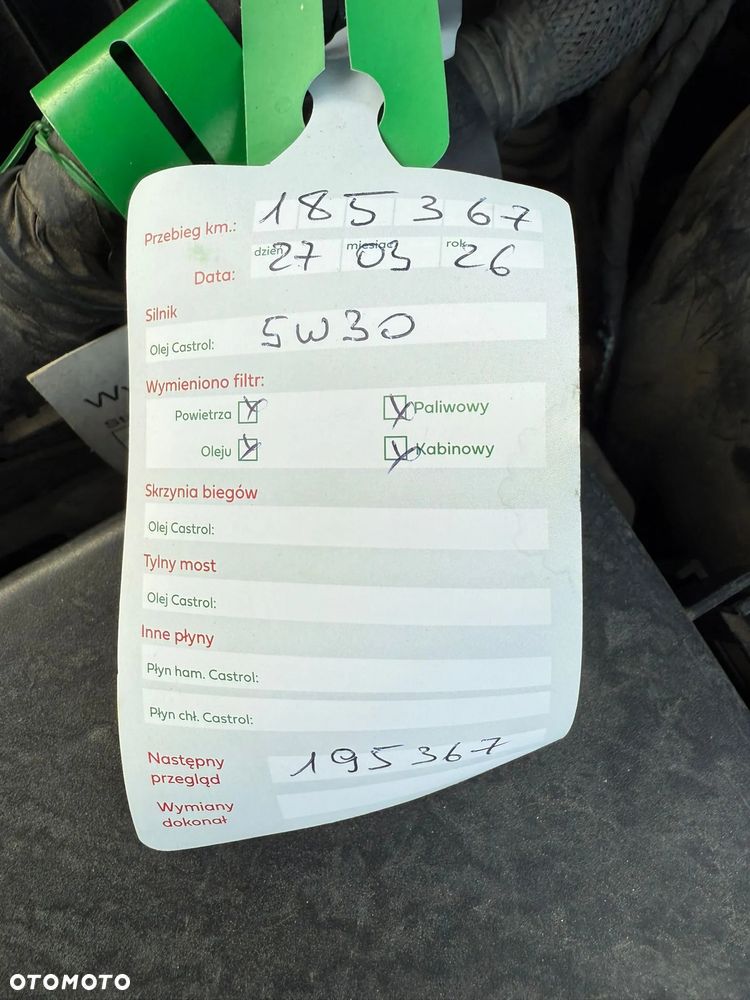 Przebieg km.: 185 367
dzień miesiąc rok
Data: 27 03 26
Silnik
Olej Castrol: 5W30
Wymieniono filtr:
Powietrza Paliwowy
Oleju Kabinowy
Skrzynia biegów
Olej Castrol:
Tylny most
Olej Castrol:
Inne płyny
Płyn ham. Castrol:
Płyn chł. Castrol:
Następny przegląd 195367
Wymiany dokonał
OTOMOTO